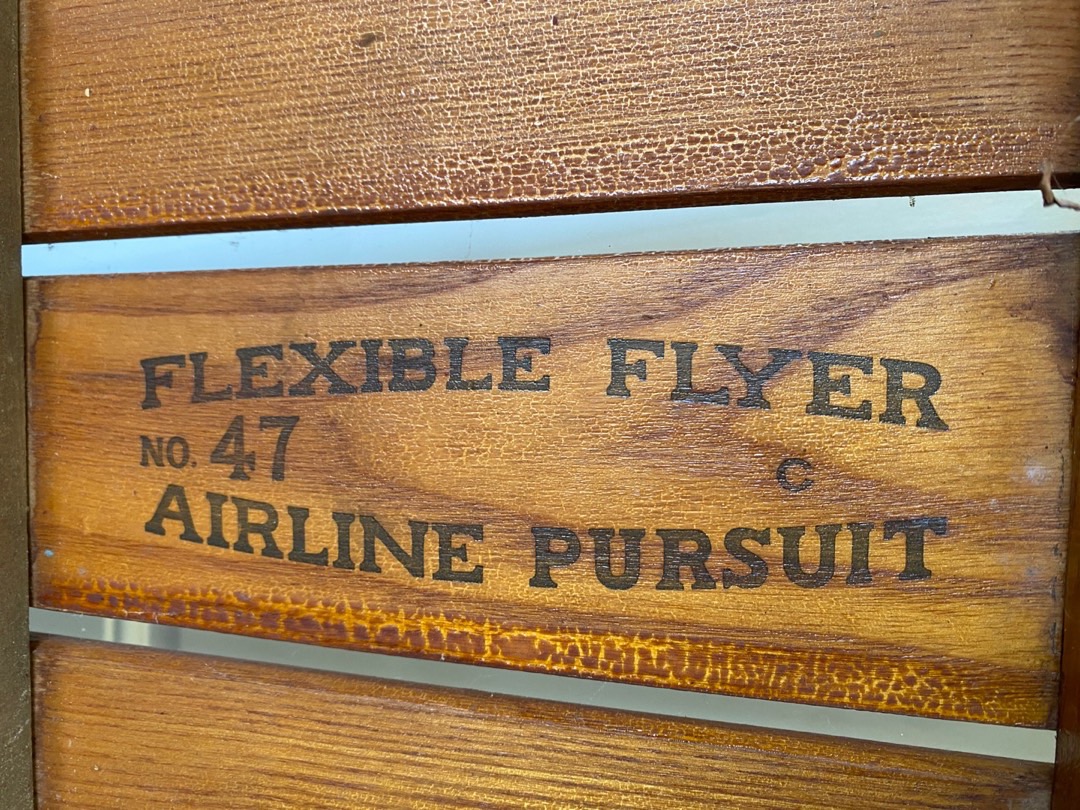 FLEXIBLE FLYER
NO. 47 C
AIRLINE PURSUIT